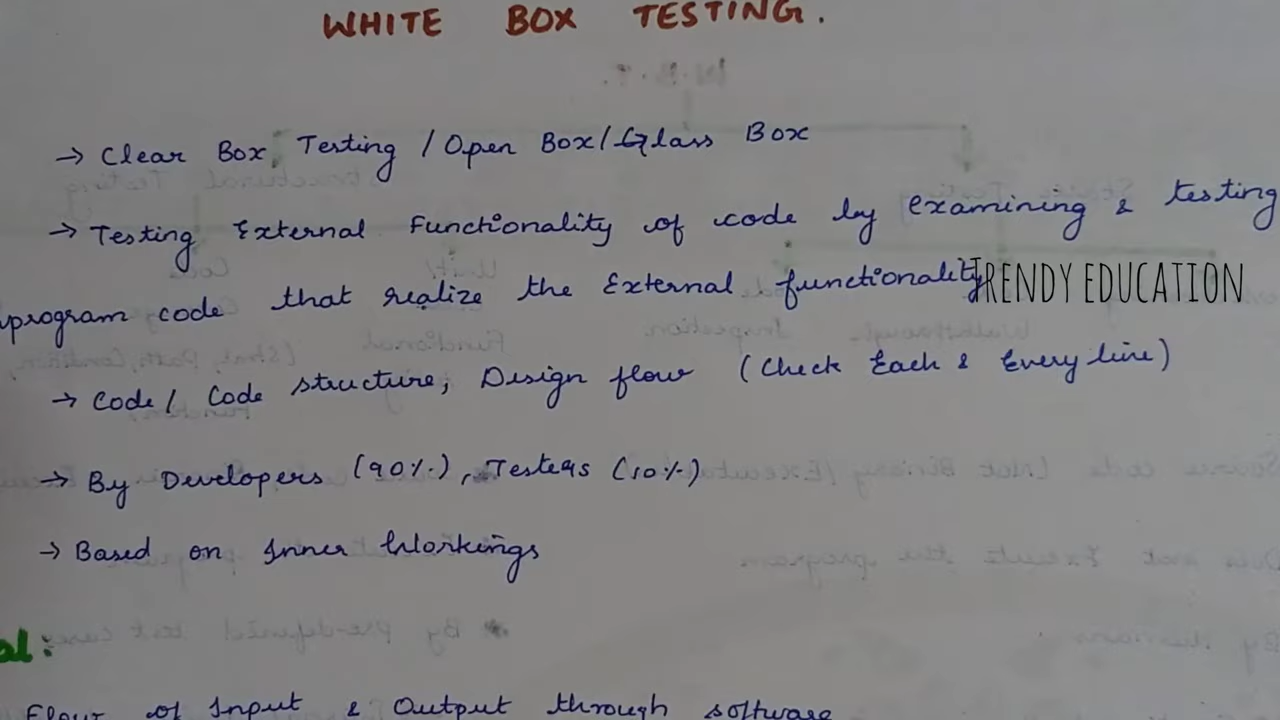 WHITE BOX TESTING.
→ Clear Box Testing / Open Box / Glass Box
→ Testing External Functionality of code by examining & testing
program code that realize the External functionality
TRENDY EDUCATION
→ Code / Code structure, Design flow (Check Each & Every line)
→ By Developers (90%), Testers (10%)
→ Based on Inner Workings
al:
Flow of Input & Output through software